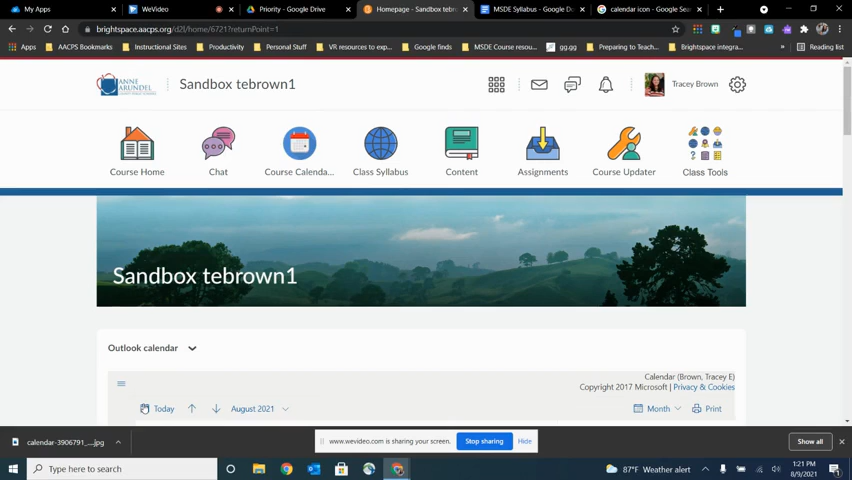 My Apps
WeVideo
Priority - Google Drive
Homepage - Sandbox tebro
MSDE Syllabus - Google Do
calendar icon - Google Sea
brightspace.aacps.org/d2l/home/6721?returnPoint=1
Apps
AACPS Bookmarks
Instructional Sites
Productivity
Personal Stuff
VR resources to exp...
Google finds
MSDE Course resou...
gg.gg
Preparing to Teach...
Brightspace integra...
»
Reading list
ANNE
ARUNDEL
Sandbox tebrown1
Tracey Brown
Course Home
Chat
Course Calenda...
Class Syllabus
Content
Assignments
Course Updater
Class Tools
Sandbox tebrown1
Outlook calendar
Calendar (Brown, Tracey E)
Copyright 2017 Microsoft | Privacy & Cookies
Today
August 2021
Month
Print
calendar-3906791_....jpg
www.wevideo.com is sharing your screen.
Stop sharing
Hide
Show all
Type here to search
87°F Weather alert
1:21 PM
8/9/2021